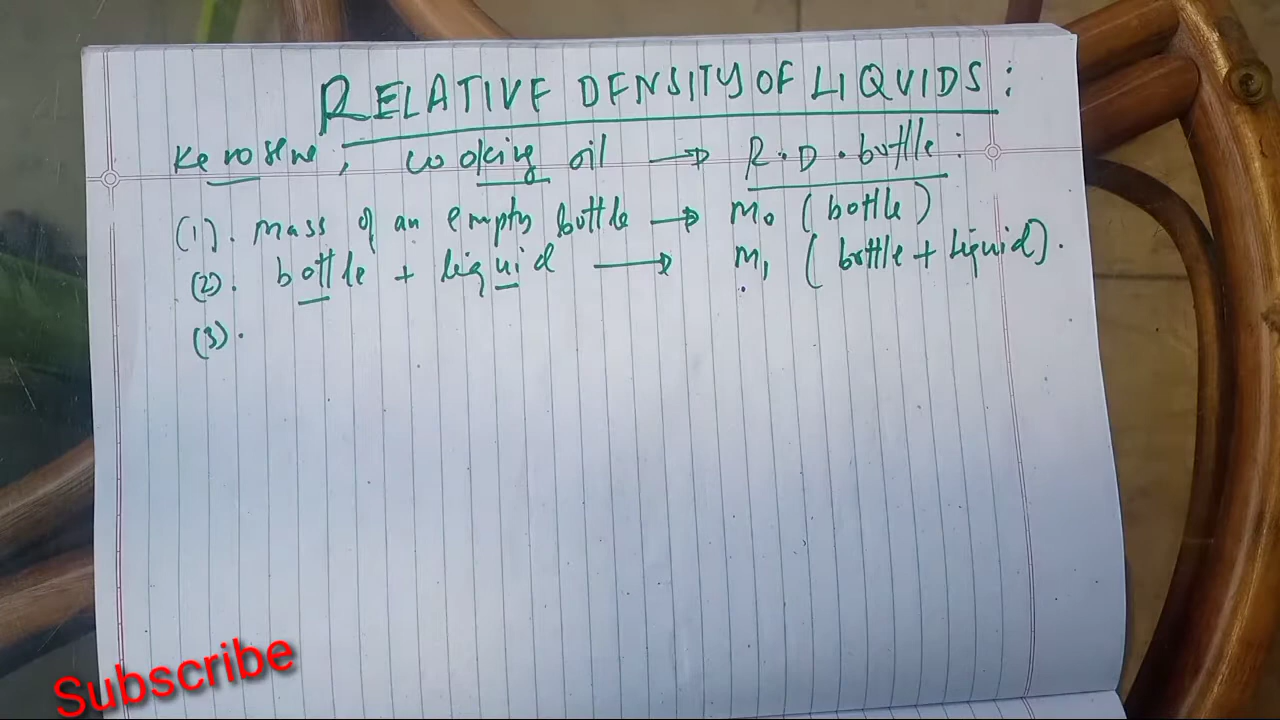 RELATIVE DENSITY OF LIQUIDS:
Kerosene, cooking oil → R.D. bottle:
(1). Mass of an empty bottle → m₀ (bottle)
(2). bottle + liquid → m₁ (bottle + liquid).
(3).
Subscribe